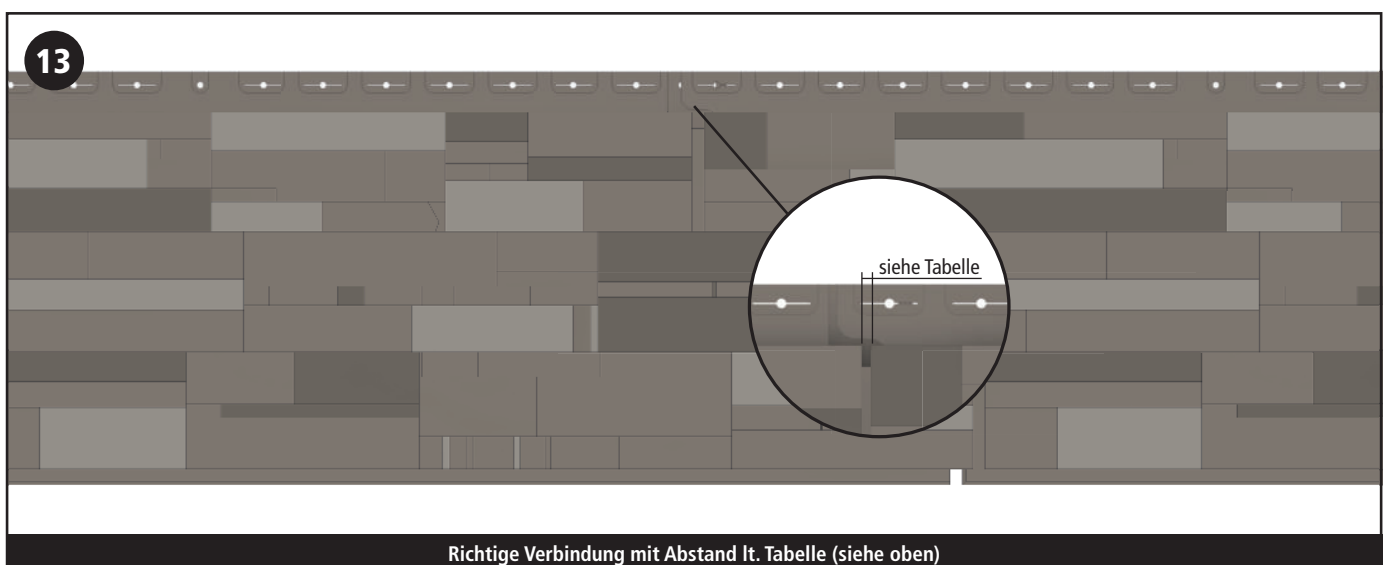 13
siehe Tabelle
Richtige Verbindung mit Abstand lt. Tabelle (siehe oben)